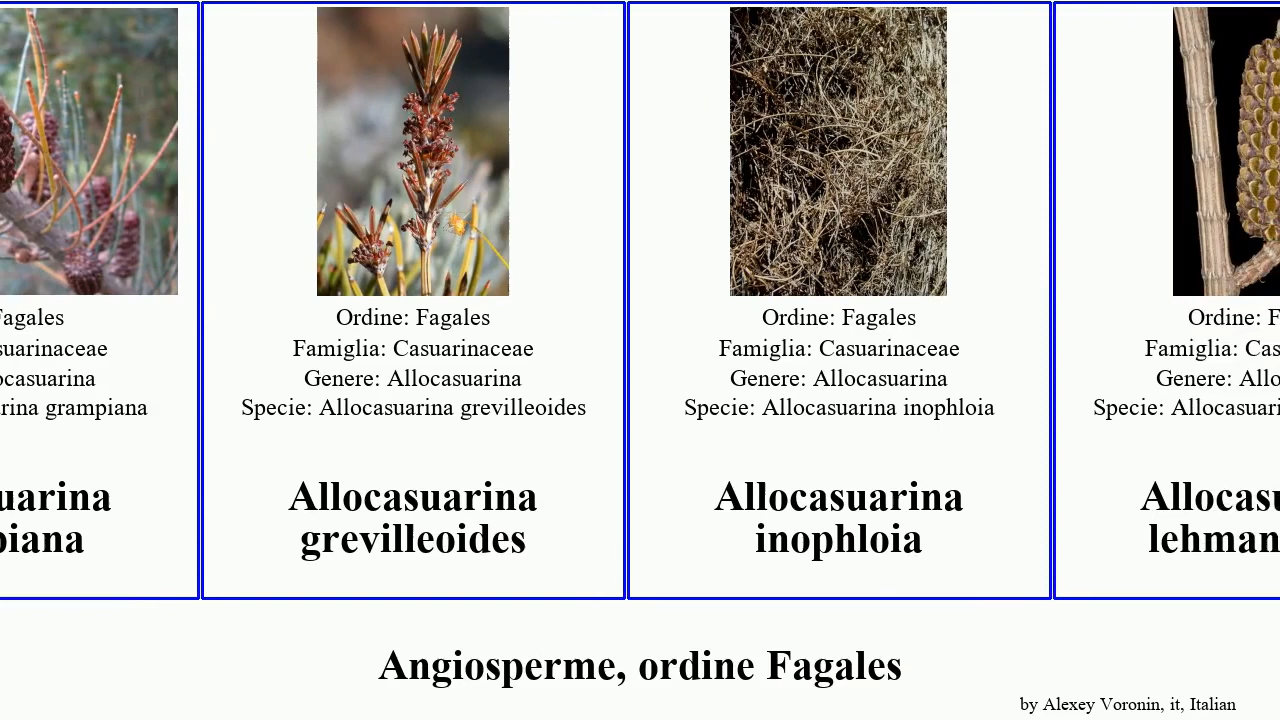 Fagales
rina grampiana
uarina
piana
Ordine: Fagales
Famiglia: Casuarinaceae
Genere: Allocasuarina
Specie: Allocasuarina grevilleoides
Allocasuarina
grevilleoides
Ordine: Fagales
Famiglia: Casuarinaceae
Genere: Allocasuarina
Specie: Allocasuarina inophloia
Allocasuarina
inophloia
Ordine: F
Famiglia: Cas
Genere: Allo
Specie: Allocasuari
Allocasu
lehman
Angiosperme, ordine Fagales
by Alexey Voronin, it, Italian